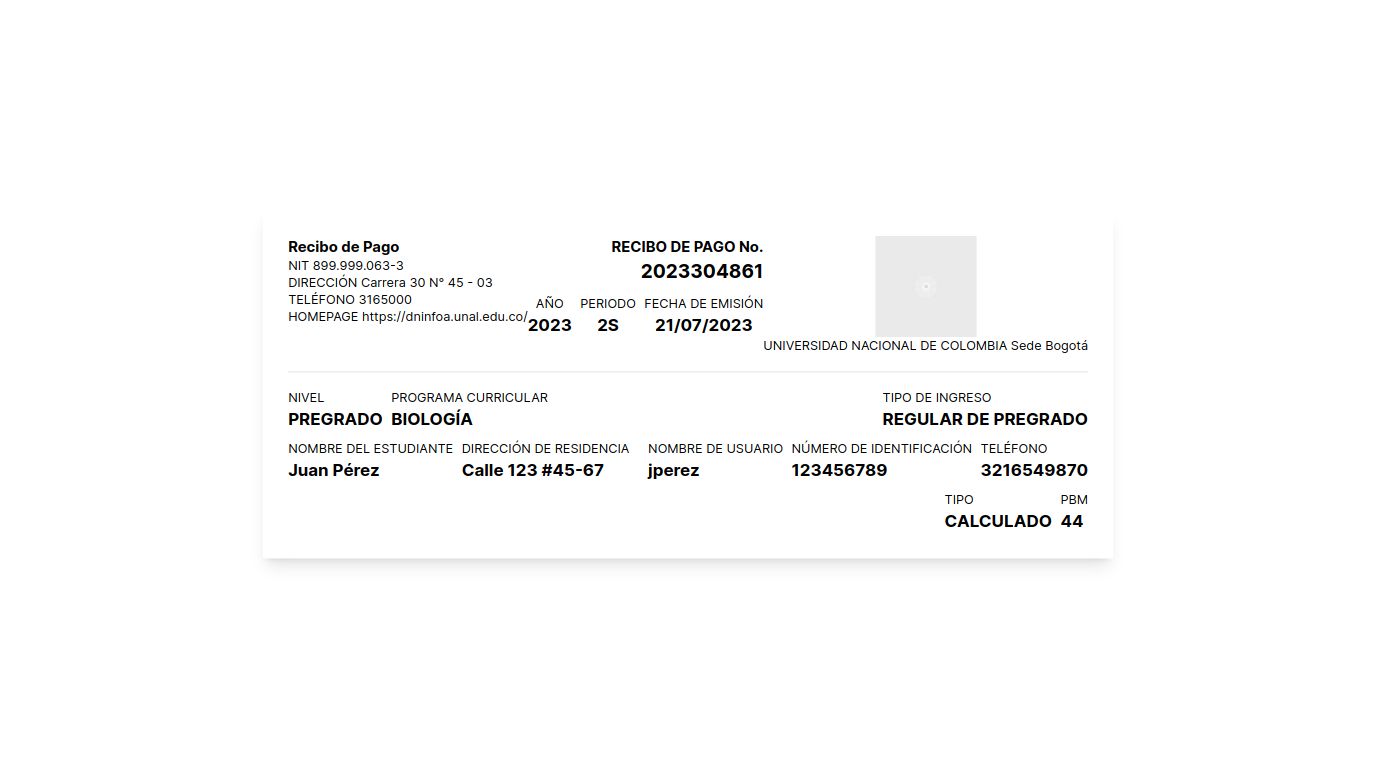 Recibo de Pago
NIT 899.999.063-3
DIRECCIÓN Carrera 30 N° 45 - 03
TELÉFONO 3165000
HOMEPAGE https://dninfoa.unal.edu.co/
RECIBO DE PAGO No.
2023304861
AÑO PERIODO FECHA DE EMISIÓN
2023 2S 21/07/2023
UNIVERSIDAD NACIONAL DE COLOMBIA Sede Bogotá
NIVEL PROGRAMA CURRICULAR TIPO DE INGRESO
PREGRADO BIOLOGÍA REGULAR DE PREGRADO
NOMBRE DEL ESTUDIANTE DIRECCIÓN DE RESIDENCIA NOMBRE DE USUARIO NÚMERO DE IDENTIFICACIÓN TELÉFONO
Juan Pérez Calle 123 #45-67 jperez 123456789 3216549870
TIPO PBM
CALCULADO 44